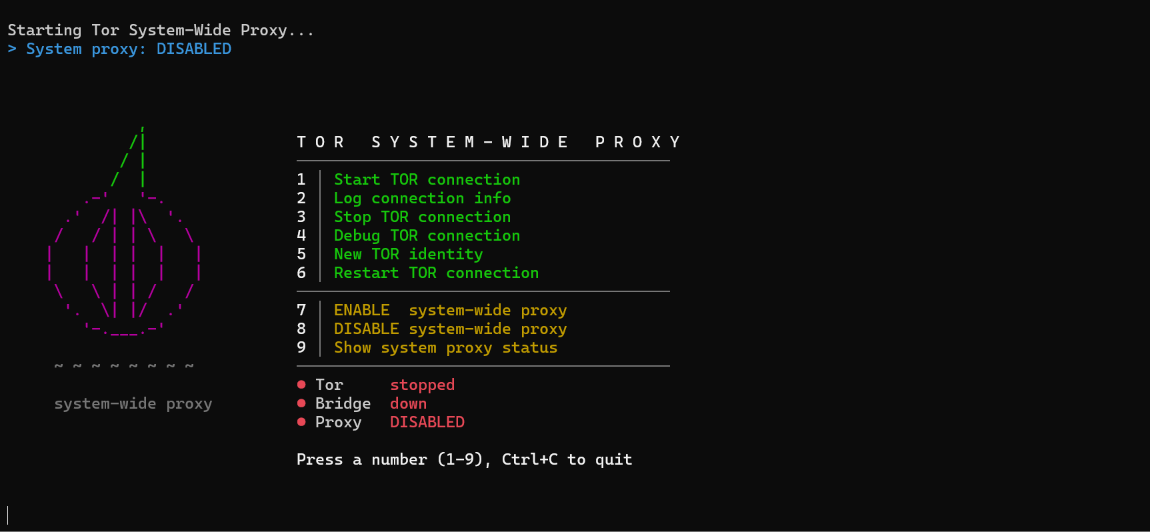 Starting Tor System-Wide Proxy...
> System proxy: DISABLED
TOR SYSTEM-WIDE PROXY
1 | Start TOR connection
2 | Log connection info
3 | Stop TOR connection
4 | Debug TOR connection
5 | New TOR identity
6 | Restart TOR connection
7 | ENABLE  system-wide proxy
8 | DISABLE system-wide proxy
9 | Show system proxy status
● Tor     stopped
● Bridge  down
● Proxy   DISABLED
Press a number (1-9), Ctrl+C to quit
~ ~ ~ ~ ~ ~ ~ ~
system-wide proxy